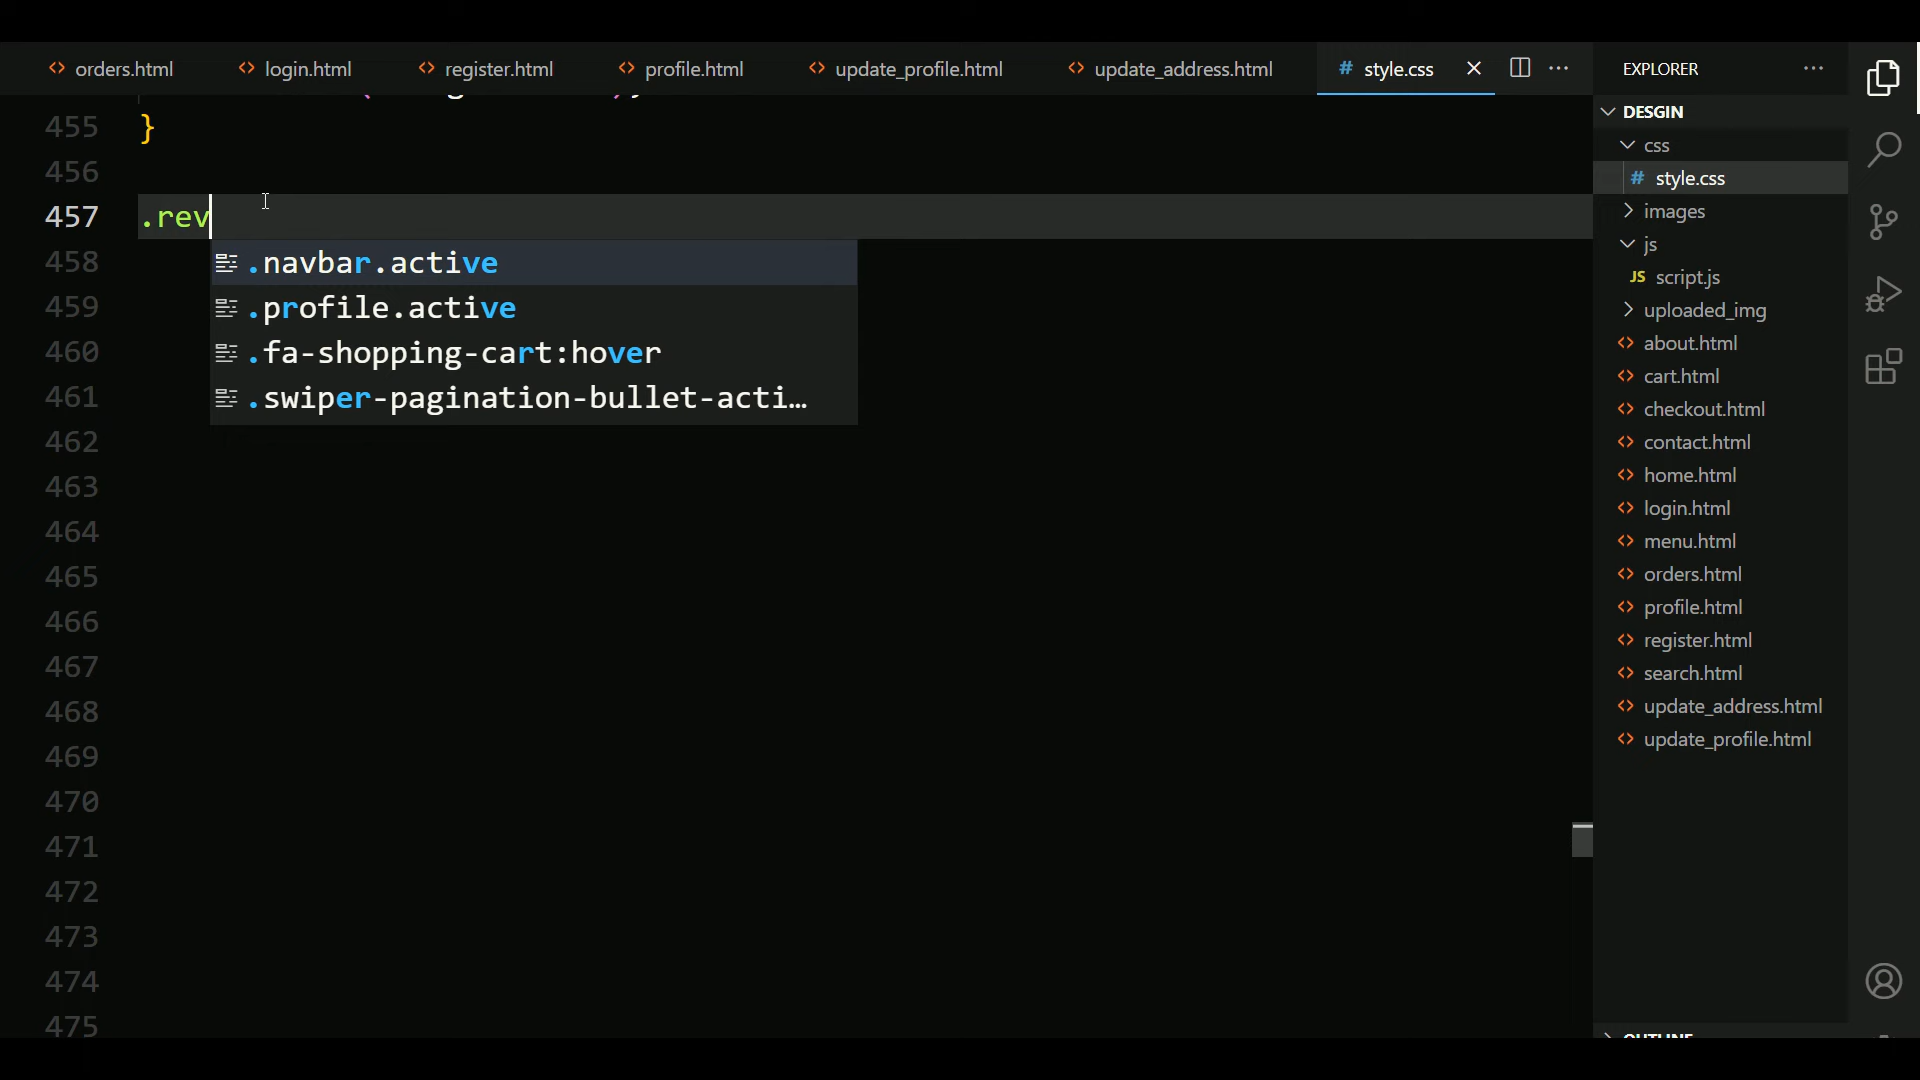 orders.html login.html register.html profile.html update_profile.html update_address.html # style.css
EXPLORER
DESGIN
css
# style.css
images
js
JS script.js
uploaded_img
about.html
cart.html
checkout.html
contact.html
home.html
login.html
menu.html
orders.html
profile.html
register.html
search.html
update_address.html
update_profile.html
OUTLINE
455 }
456
457 .rev
.navbar.active
.profile.active
.fa-shopping-cart:hover
.swiper-pagination-bullet-acti…
458
459
460
461
462
463
464
465
466
467
468
469
470
471
472
473
474
475